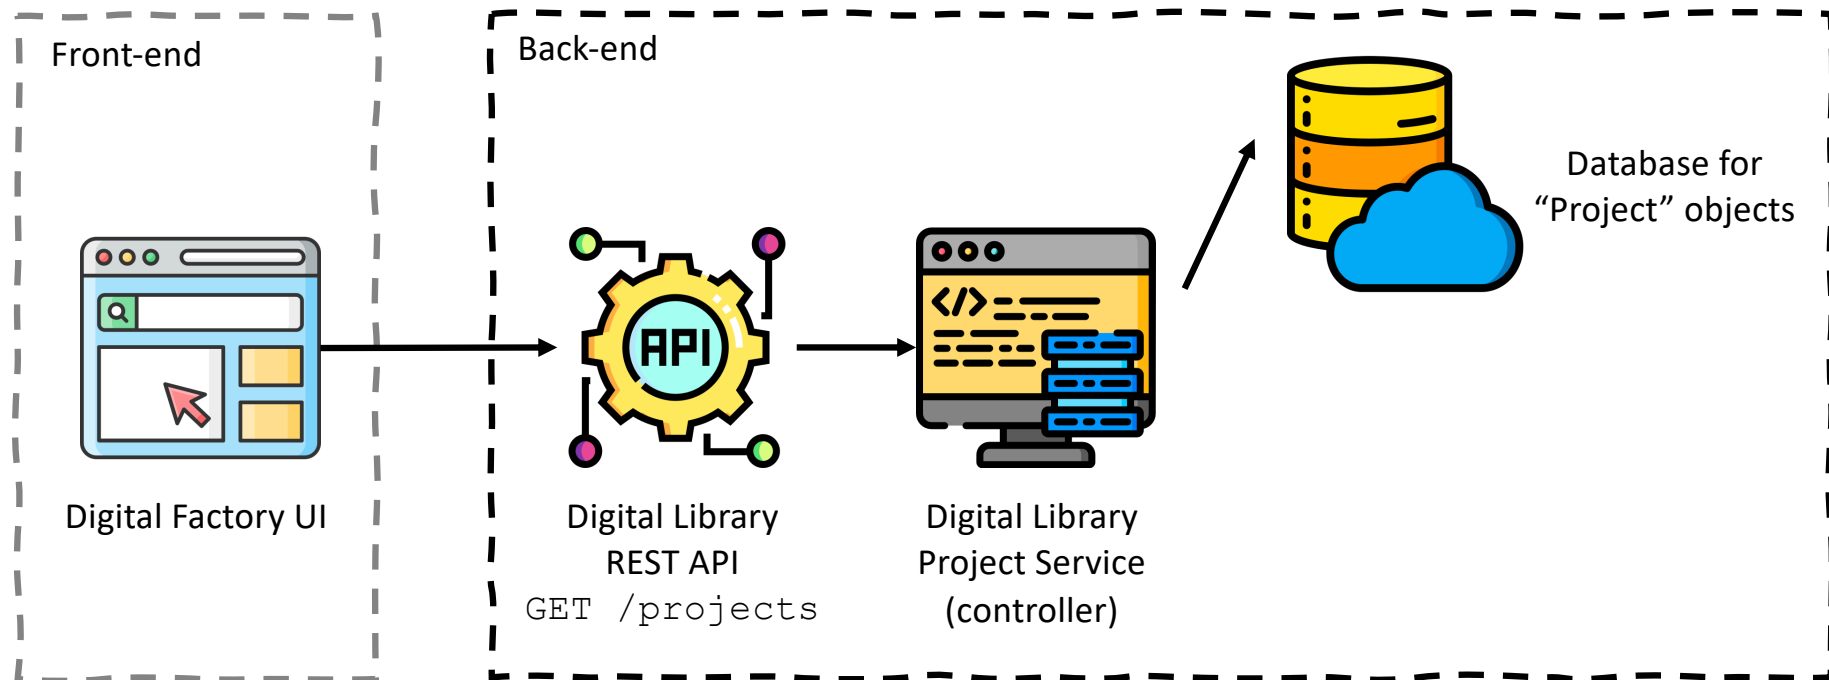 Front-end
Digital Factory UI
Back-end
API
Digital Library
REST API
GET /projects
</>
Digital Library
Project Service
(controller)
Database for
“Project” objects